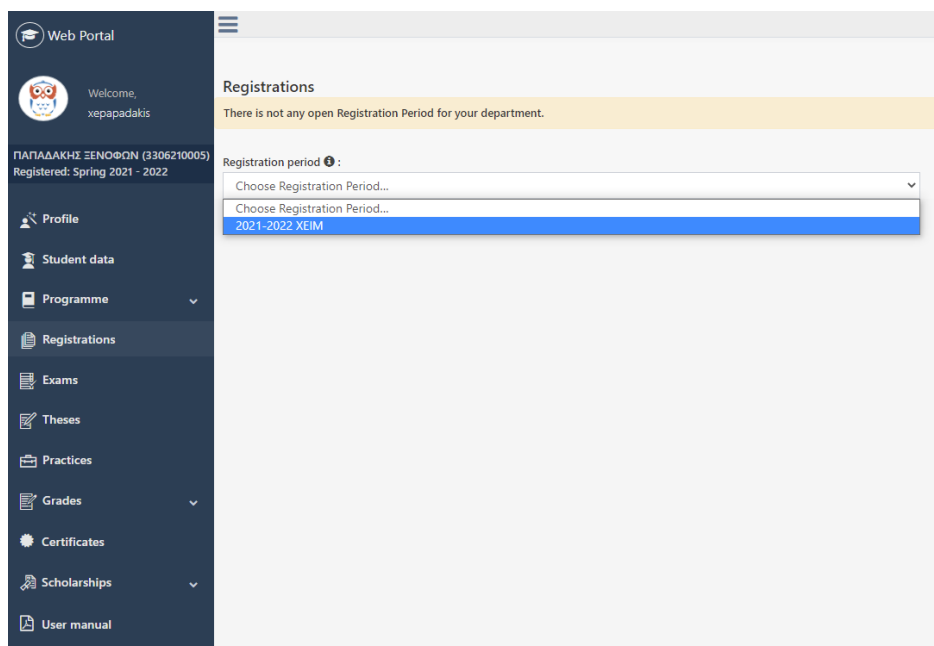 Web Portal
Welcome,
xepapadakis
ΠΑΠΑΔΑΚΗΣ ΞΕΝΟΦΩΝ (3306210005)
Registered: Spring 2021 - 2022
Profile
Student data
Programme
Registrations
Exams
Theses
Practices
Grades
Certificates
Scholarships
User manual
Registrations
There is not any open Registration Period for your department.
Registration period :
Choose Registration Period...
Choose Registration Period...
2021-2022 ΧΕΙΜ